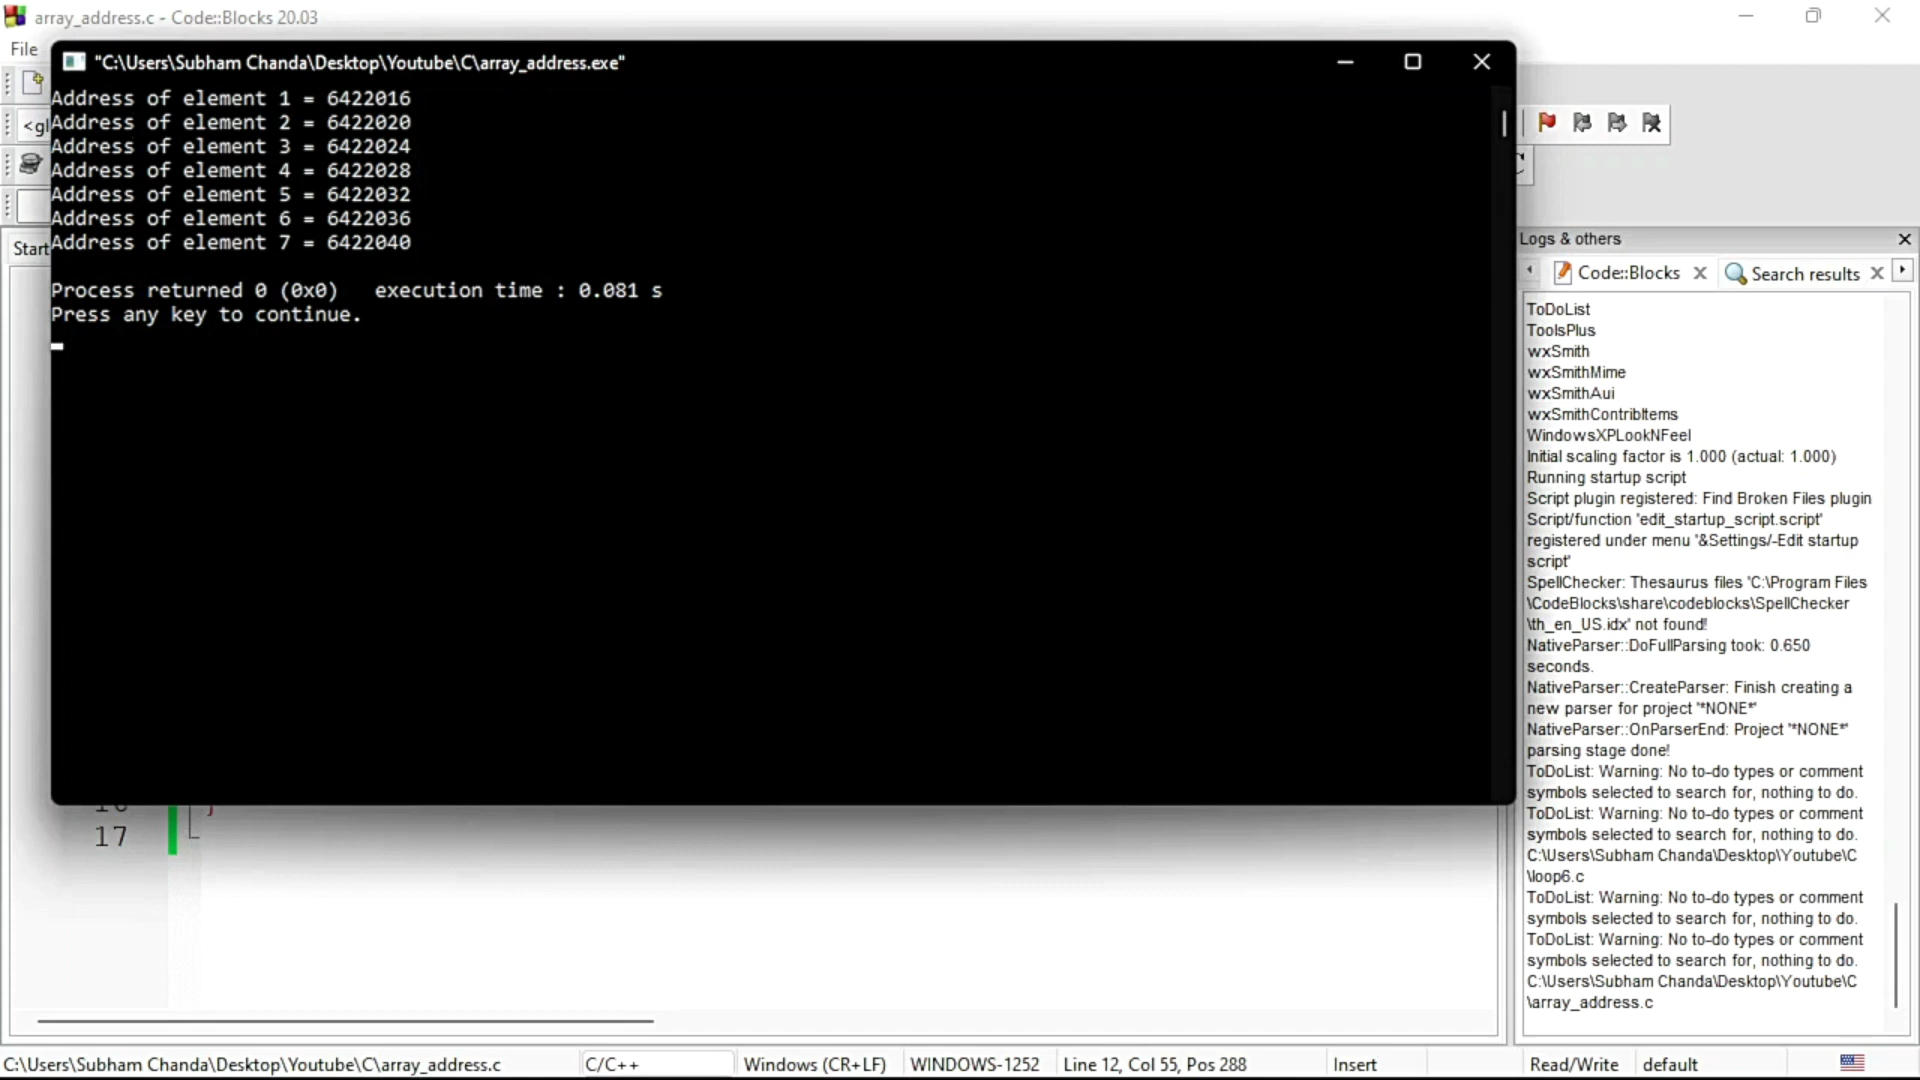 array_address.c - Code::Blocks 20.03
File
"C:\Users\Subham Chanda\Desktop\Youtube\C\array_address.exe"
Address of element 1 = 6422016
Address of element 2 = 6422020
Address of element 3 = 6422024
Address of element 4 = 6422028
Address of element 5 = 6422032
Address of element 6 = 6422036
Address of element 7 = 6422040
Process returned 0 (0x0)   execution time : 0.081 s
Press any key to continue.
<gl
Start
17
Logs & others
Code::Blocks
Search results
ToDoList
ToolsPlus
wxSmith
wxSmithMime
wxSmithAui
wxSmithContribItems
WindowsXPLookNFeel
Initial scaling factor is 1.000 (actual: 1.000)
Running startup script
Script plugin registered: Find Broken Files plugin
Script/function 'edit_startup_script.script'
registered under menu '&Settings/-Edit startup
script'
SpellChecker: Thesaurus files 'C:\Program Files
\CodeBlocks\share\codeblocks\SpellChecker
\th_en_US.idx' not found!
NativeParser::DoFullParsing took: 0.650
seconds.
NativeParser::CreateParser: Finish creating a
new parser for project '*NONE*'
NativeParser::OnParserEnd: Project '*NONE*'
parsing stage done!
ToDoList: Warning: No to-do types or comment
symbols selected to search for, nothing to do.
ToDoList: Warning: No to-do types or comment
symbols selected to search for, nothing to do.
C:\Users\Subham Chanda\Desktop\Youtube\C
\loop6.c
ToDoList: Warning: No to-do types or comment
symbols selected to search for, nothing to do.
ToDoList: Warning: No to-do types or comment
symbols selected to search for, nothing to do.
C:\Users\Subham Chanda\Desktop\Youtube\C
\array_address.c
C:\Users\Subham Chanda\Desktop\Youtube\C\array_address.c
C/C++
Windows (CR+LF)
WINDOWS-1252
Line 12, Col 55, Pos 288
Insert
Read/Write
default